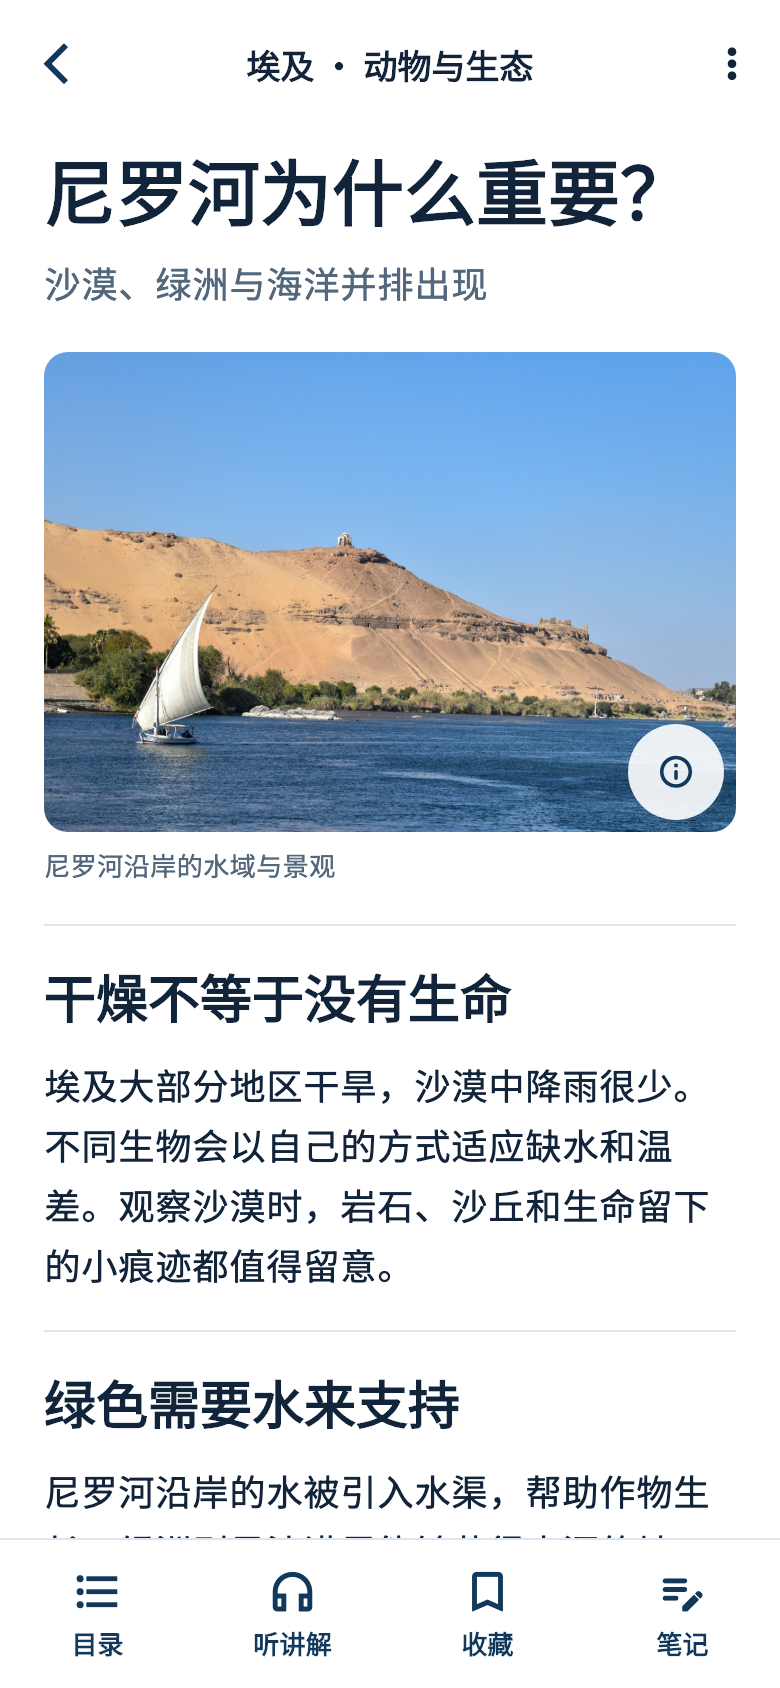 埃及 · 动物与生态
尼罗河为什么重要？
沙漠、绿洲与海洋并排出现
尼罗河沿岸的水域与景观
干燥不等于没有生命
埃及大部分地区干旱，沙漠中降雨很少。
不同生物会以自己的方式适应缺水和温
差。观察沙漠时，岩石、沙丘和生命留下
的小痕迹都值得留意。
绿色需要水来支持
尼罗河沿岸的水被引入水渠，帮助作物生
目录
听讲解
收藏
笔记